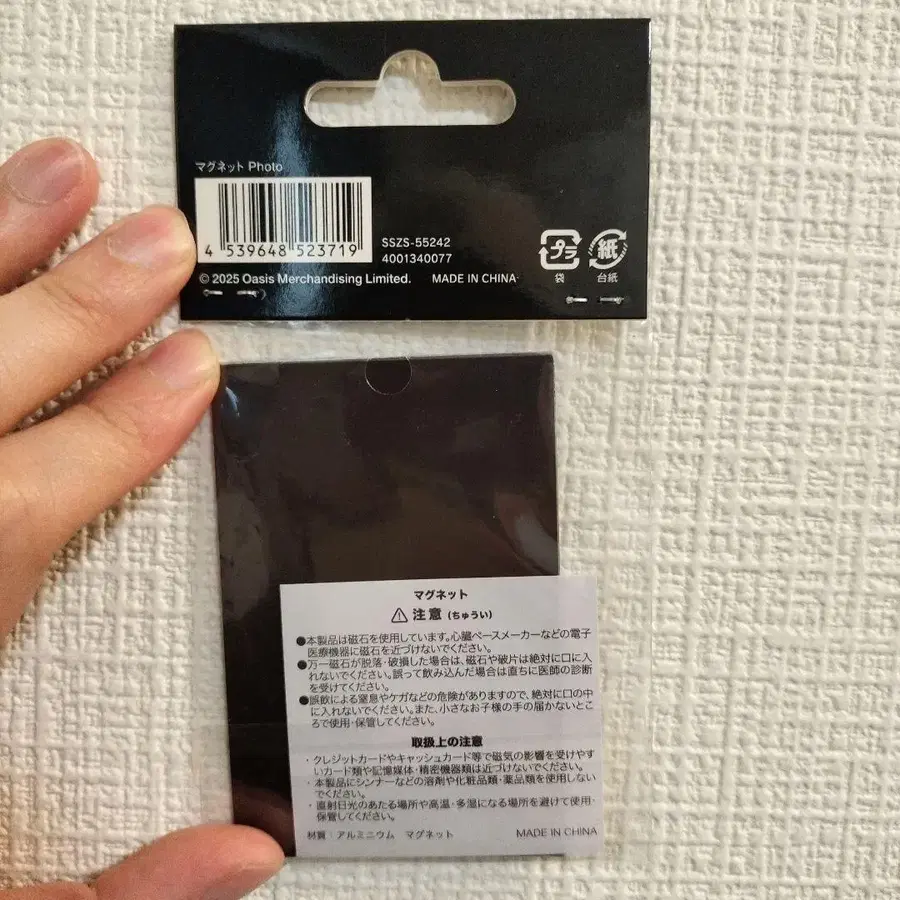 マグネット Photo
4 539648 523719
SSZS-55242
4001340077
プラ
袋
紙
台紙
© 2025 Oasis Merchandising Limited. MADE IN CHINA
マグネット
⚠ 注意 (ちゅうい)
●本製品は磁石を使用しています。心臓ペースメーカーなどの電子
医療機器に磁石を近づけないでください。
●万一磁石が脱落・破損した場合は、磁石や破片は絶対に口に入
れないでください。誤って飲み込んだ場合は直ちに医師の診断
を受けてください。
●誤飲による窒息やケガなどの危険がありますので、絶対に口の中
に入れないでください。また、小さなお子様の手の届かないとこ
ろで使用・保管してください。
取扱上の注意
・クレジットカードやキャッシュカード等で磁気の影響を受けやす
いカード類や記憶媒体・精密機器類は近づけないでください。
・本製品にシンナーなどの溶剤や化粧品類・薬品類を使用しない
でください。
・直射日光のあたる場所や高温・多湿になる場所を避けて使用・
保管してください。
材質:アルミニウム マグネット MADE IN CHINA